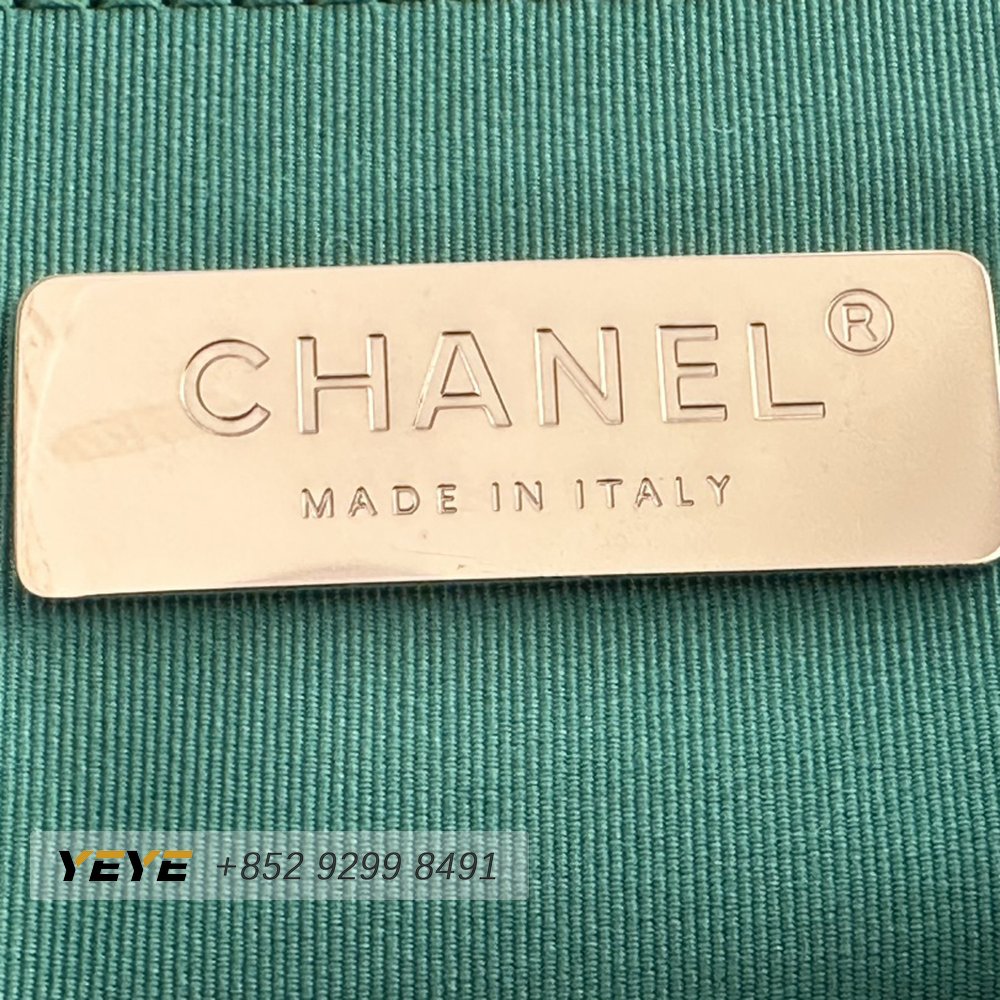 CHANEL®
MADE IN ITALY
YEYE +852 9299 8491